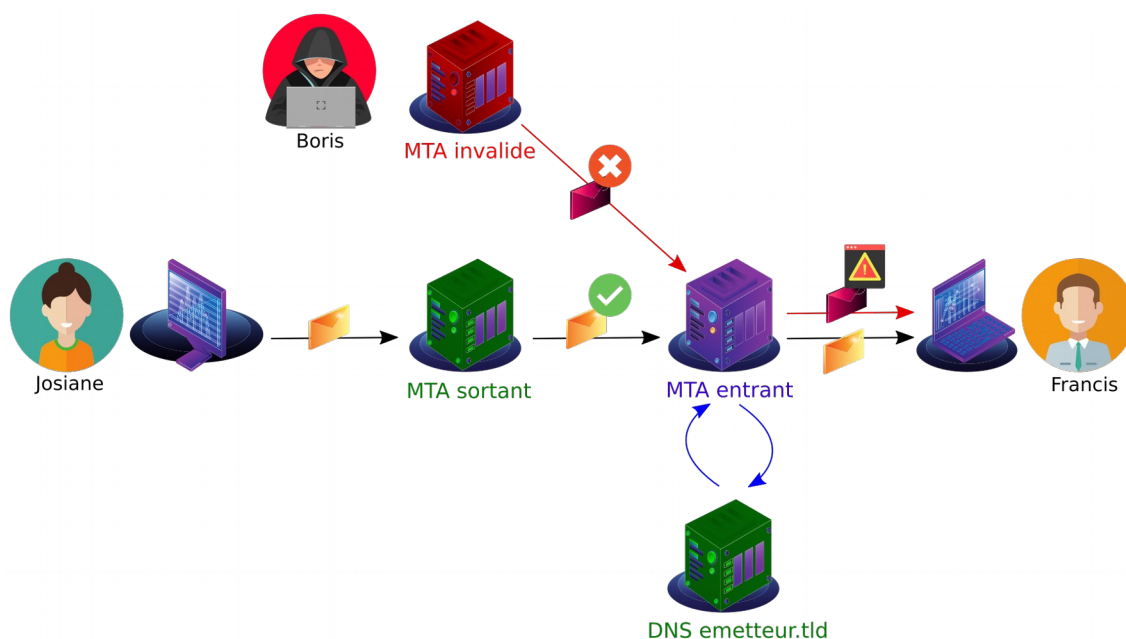 Boris
MTA invalide
Josiane
MTA sortant
MTA entrant
Francis
DNS emetteur.tld